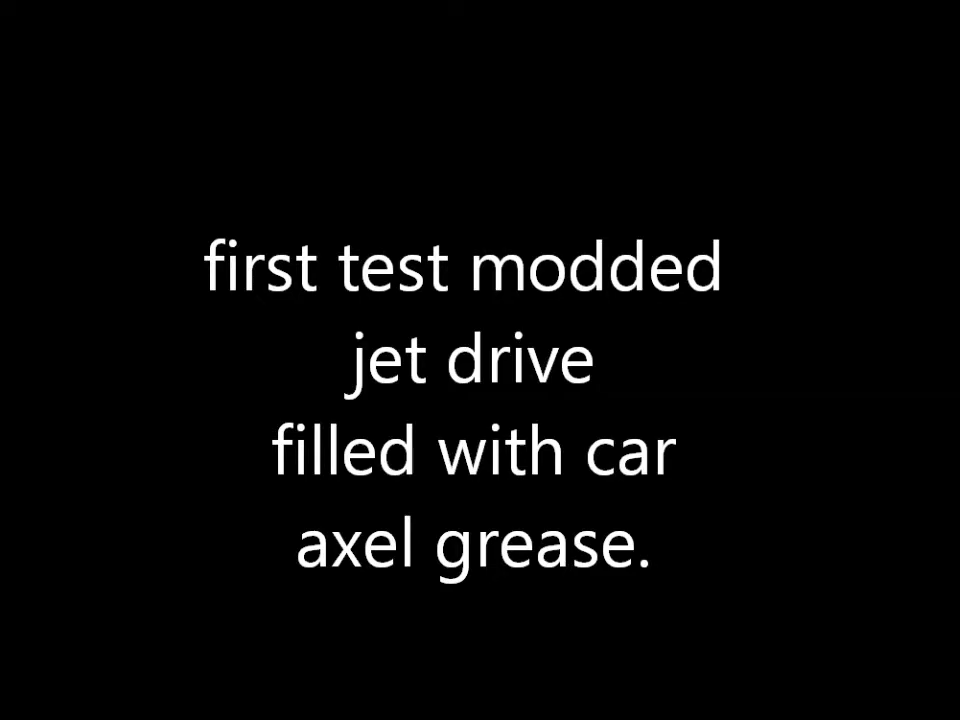 first test modded
jet drive
filled with car
axel grease.